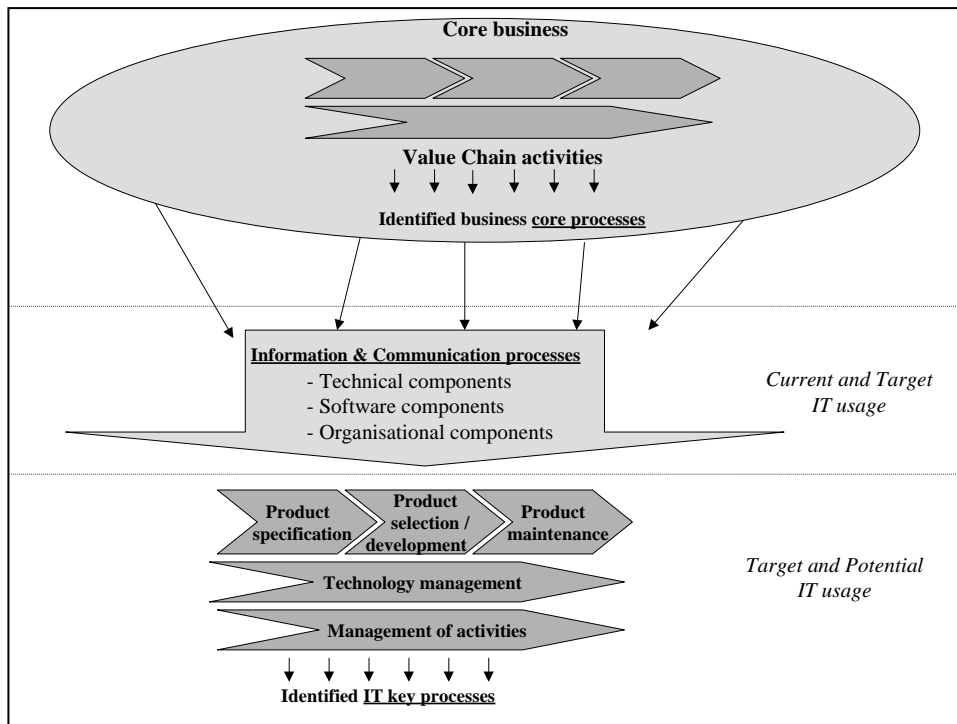 Core business
Value Chain activities
Identified business core processes
Information & Communication processes
- Technical components
- Software components
- Organisational components
Current and Target
IT usage
Product
specification
Product
selection /
development
Product
maintenance
Technology management
Management of activities
Target and Potential
IT usage
Identified IT key processes